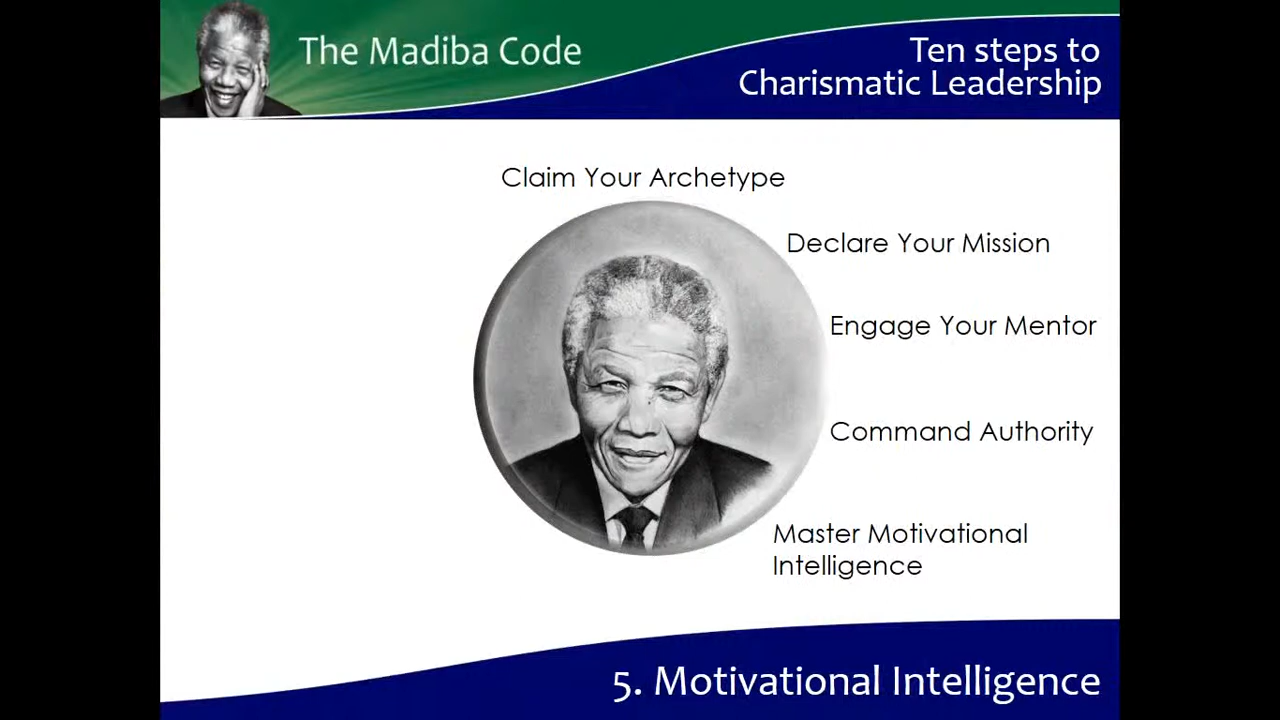 The Madiba Code
Ten steps to
Charismatic Leadership
Claim Your Archetype
Declare Your Mission
Engage Your Mentor
Command Authority
Master Motivational
Intelligence
5. Motivational Intelligence